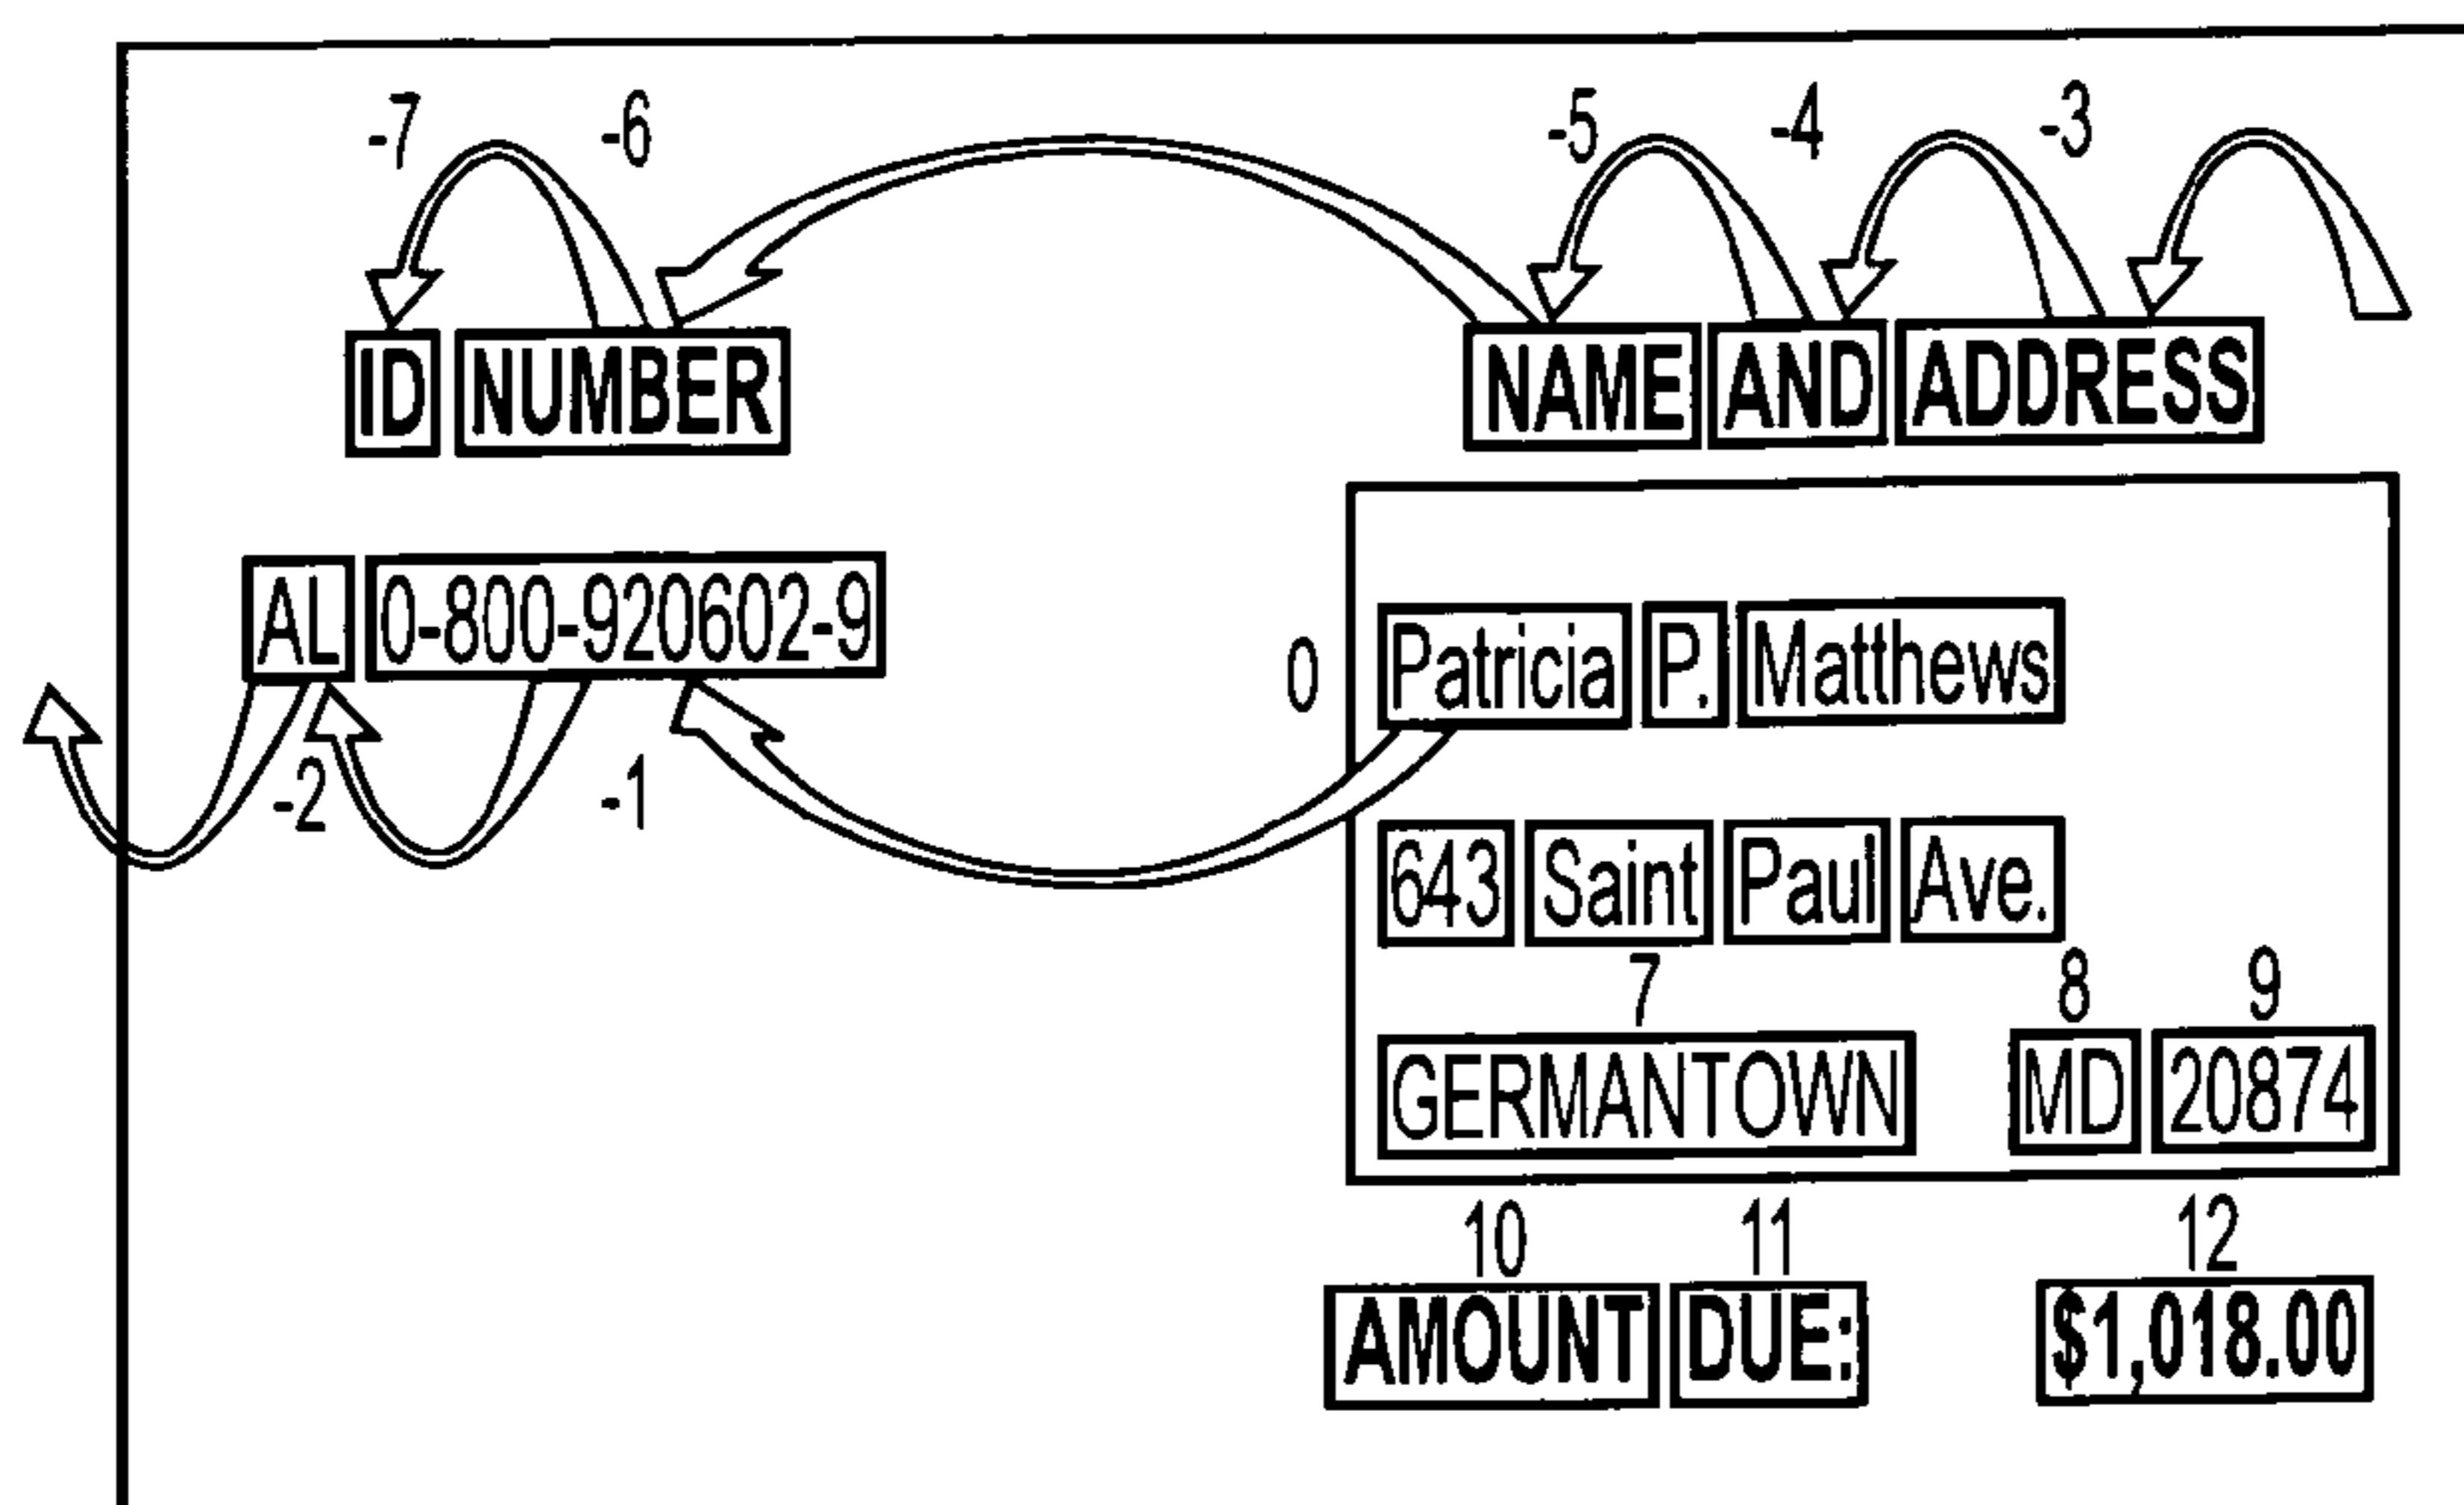 -7 -6 -5 -4 -3
ID NUMBER NAME AND ADDRESS
AL 0-800-920602-9
0 Patricia P. Matthews
-2 -1
643 Saint Paul Ave.
7 8 9
GERMANTOWN MD 20874
10 11 12
AMOUNT DUE: $1,018.00